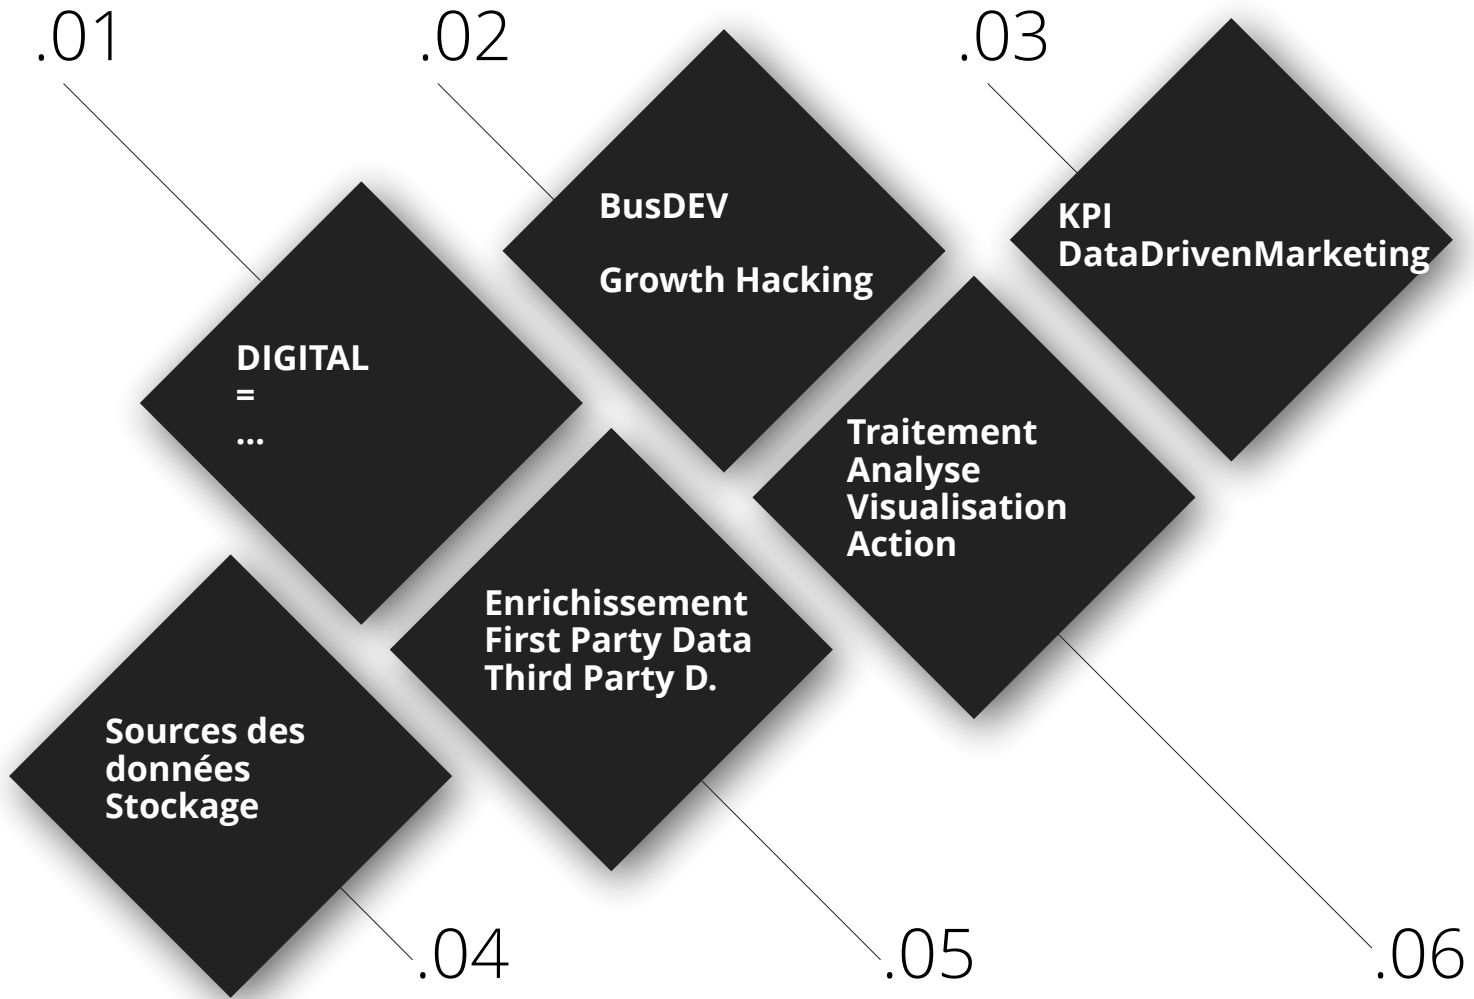 .01
.02
.03
DIGITAL
=
...
BusDEV
Growth Hacking
KPI
DataDrivenMarketing
Sources des
données
Stockage
Enrichissement
First Party Data
Third Party D.
Traitement
Analyse
Visualisation
Action
.04
.05
.06